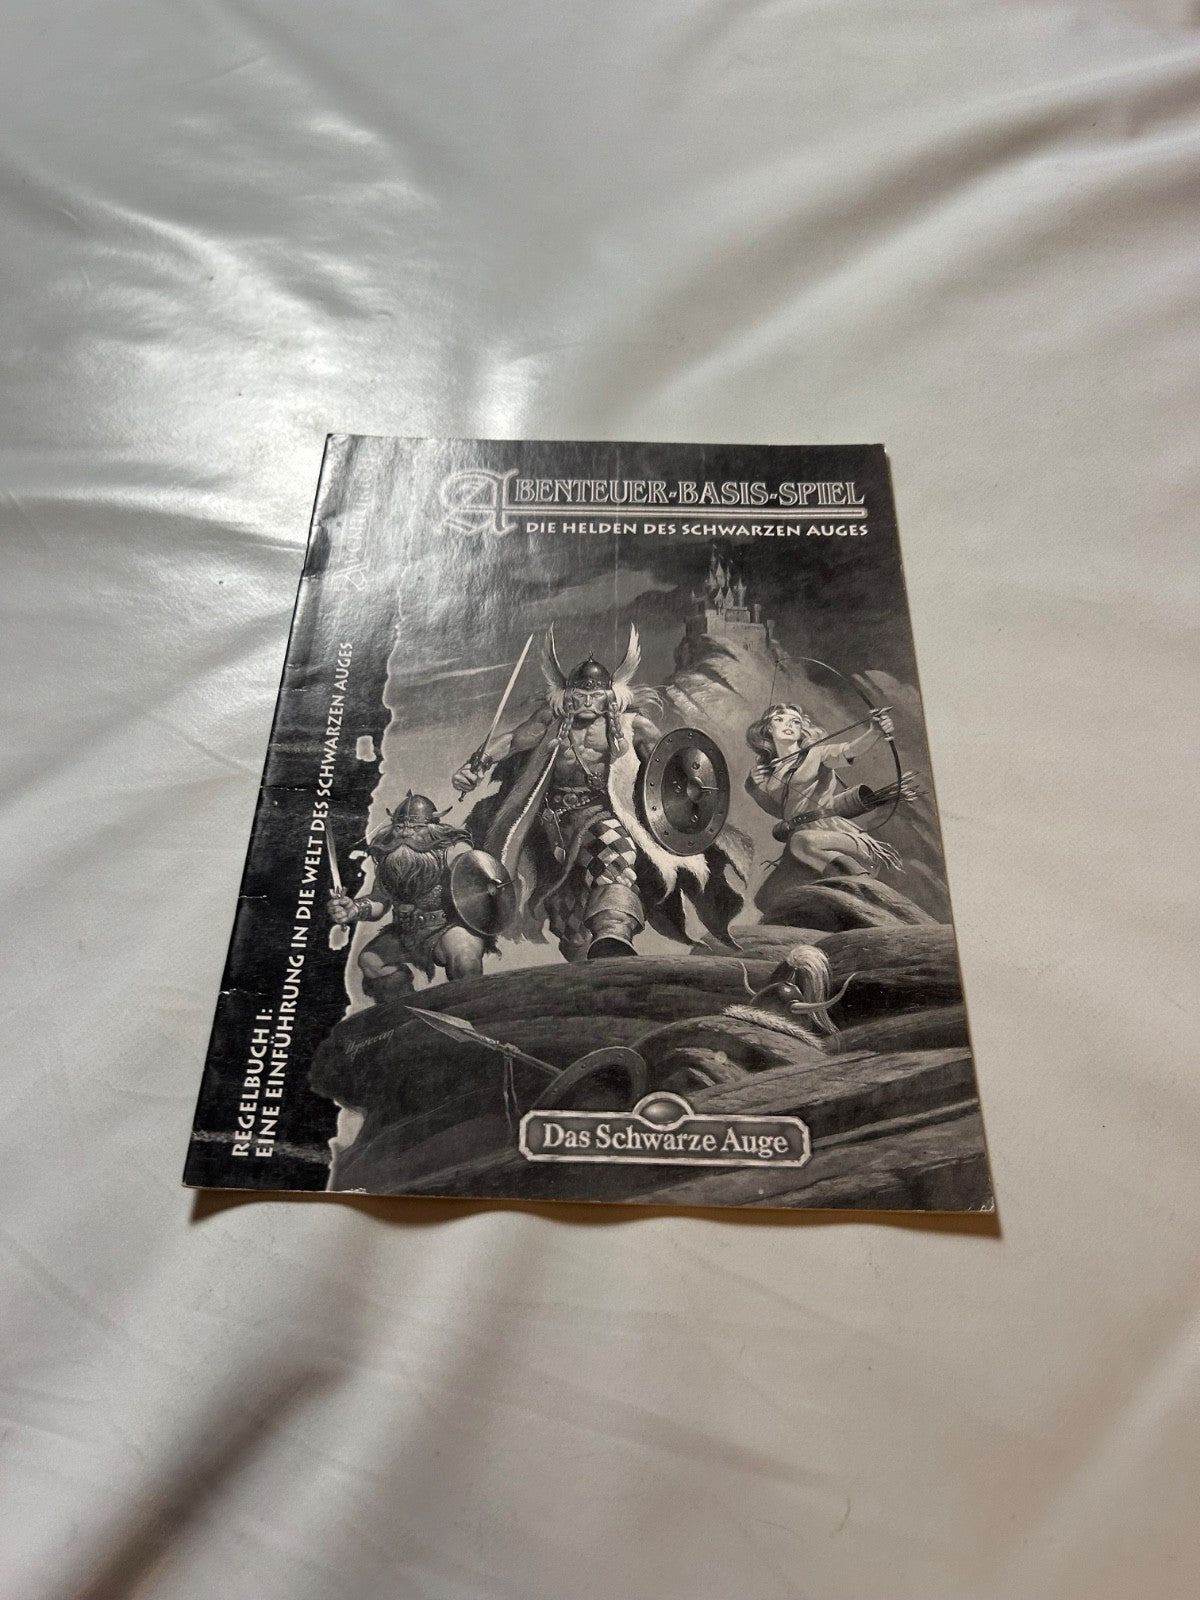 ABENTEUER-BASIS-SPIEL
DIE HELDEN DES SCHWARZEN AUGES
REGELBUCH I:
EINE EINFÜHRUNG IN DIE WELT DES SCHWARZEN AUGES
Das Schwarze Auge